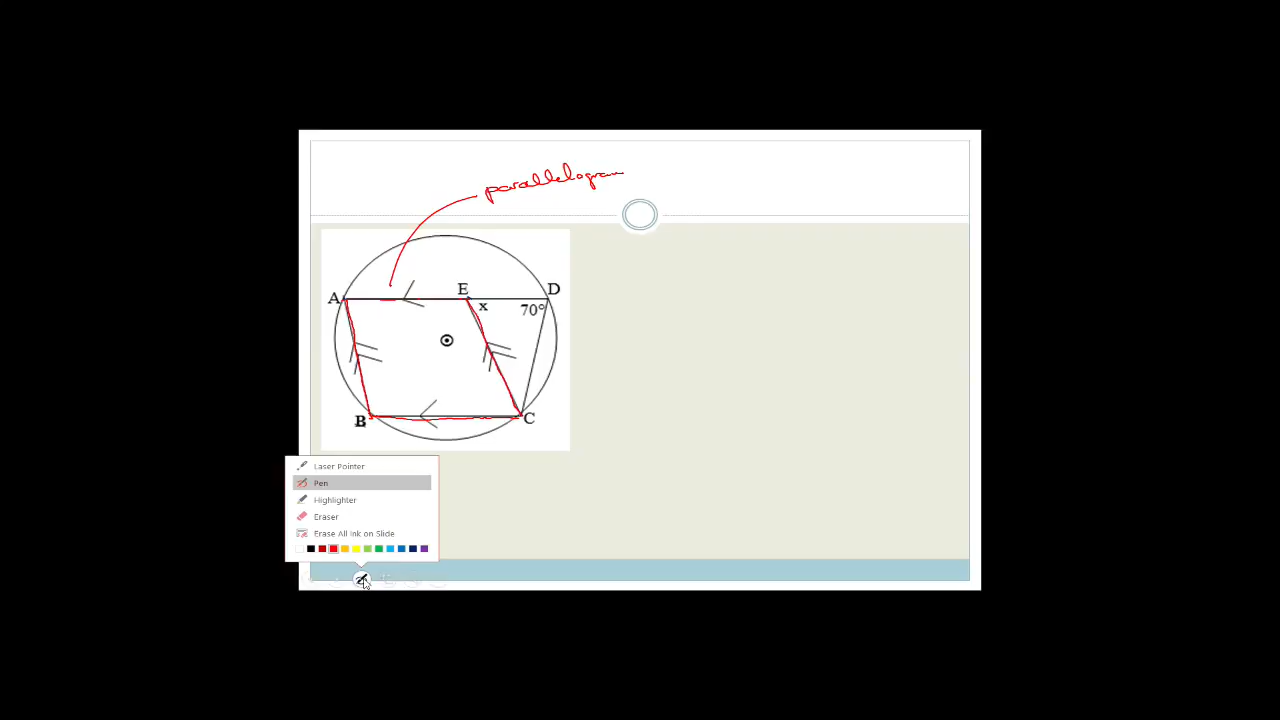 parallelogram
A
E
D
x
70°
B
C
Laser Pointer
Pen
Highlighter
Eraser
Erase All Ink on Slide